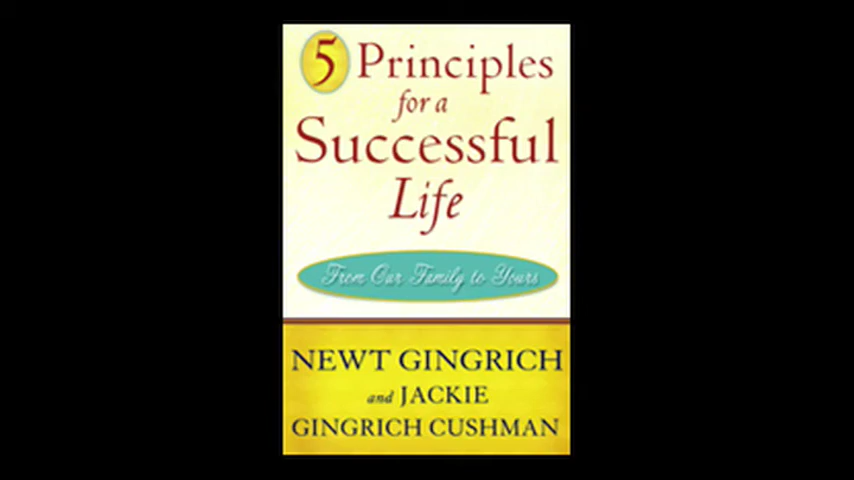 5 Principles
for a
Successful
Life
From Our Family to Yours
NEWT GINGRICH
and JACKIE
GINGRICH CUSHMAN